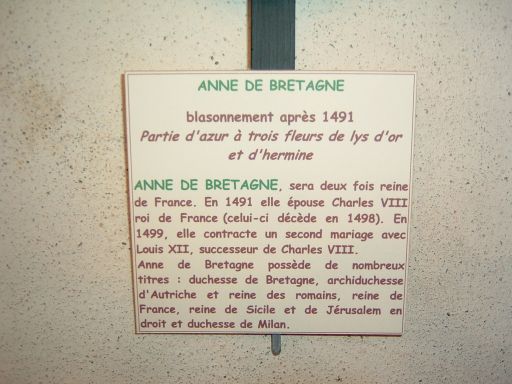 ANNE DE BRETAGNE
blasonnement après 1491
Partie d'azur à trois fleurs de lys d'or
et d'hermine
ANNE DE BRETAGNE, sera deux fois reine
de France. En 1491 elle épouse Charles VIII
roi de France (celui-ci décède en 1498). En
1499, elle contracte un second mariage avec
Louis XII, successeur de Charles VIII.
Anne de Bretagne possède de nombreux
titres : duchesse de Bretagne, archiduchesse
d'Autriche et reine des romains, reine de
France, reine de Sicile et de Jérusalem en
droit et duchesse de Milan.